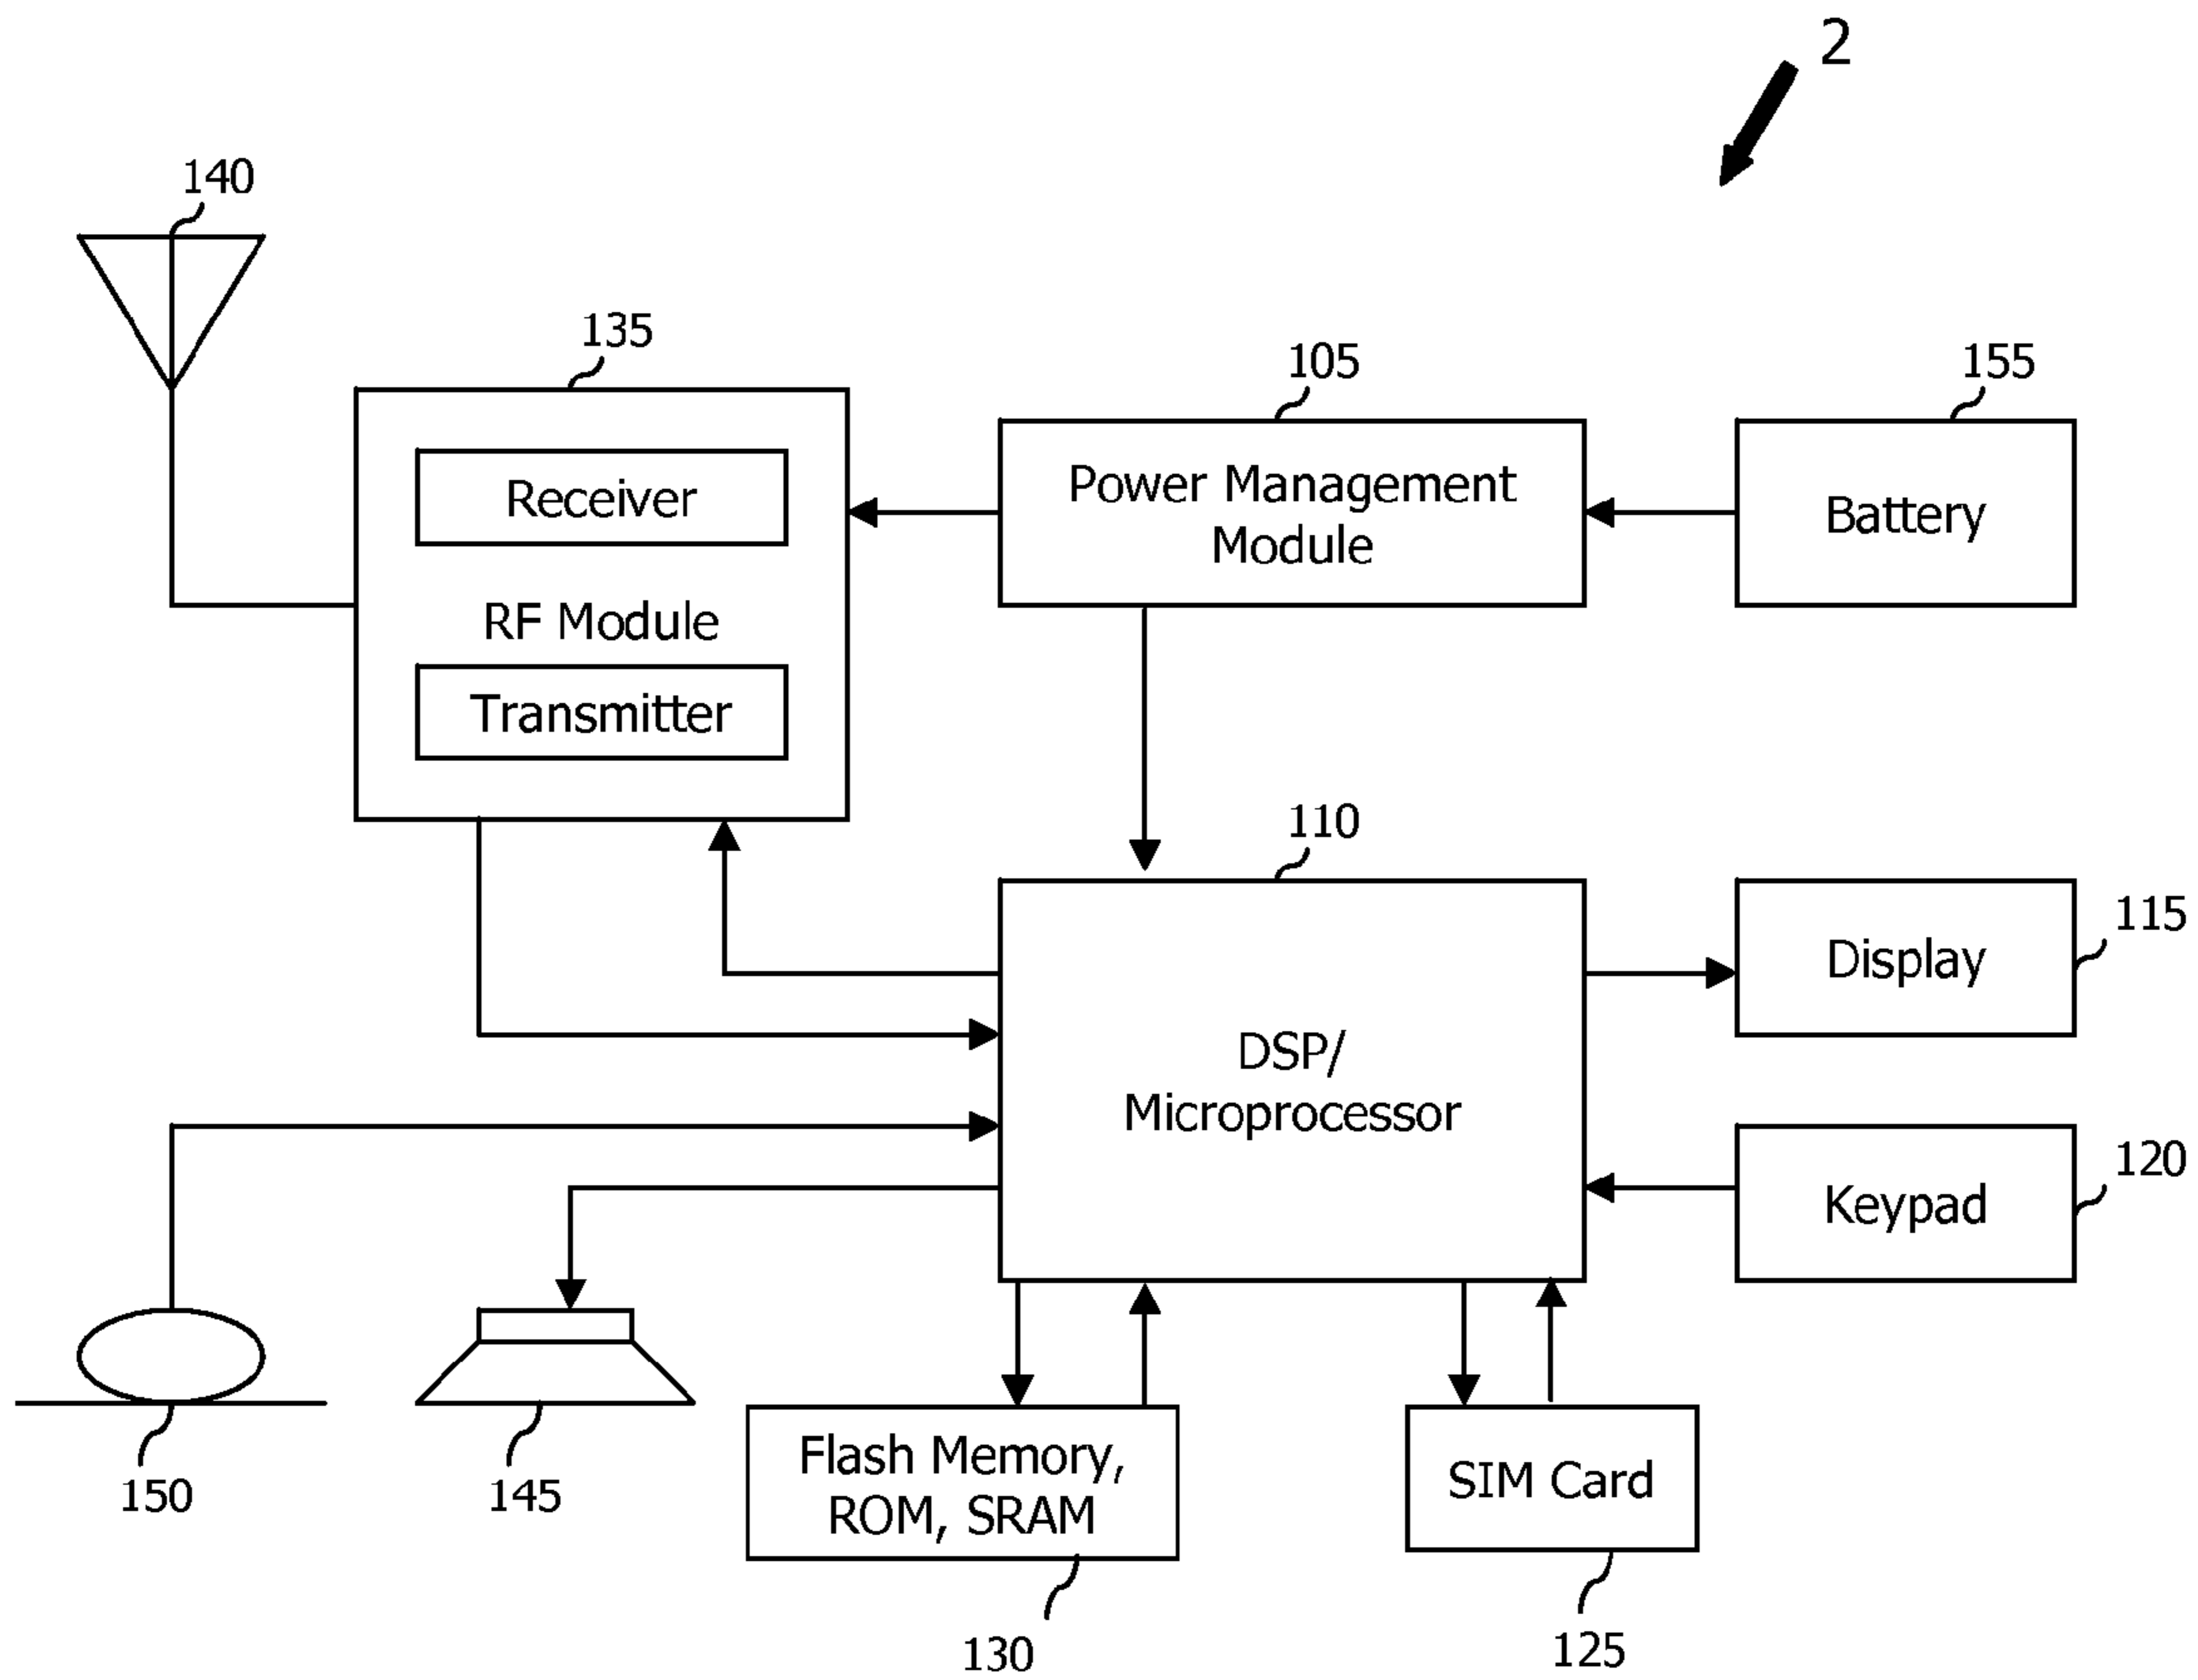 2
140
135
105
155
Receiver
RF Module
Transmitter
Power Management
Module
Battery
110
DSP/
Microprocessor
115
Display
120
Keypad
150
145
Flash Memory,
ROM, SRAM
130
SIM Card
125